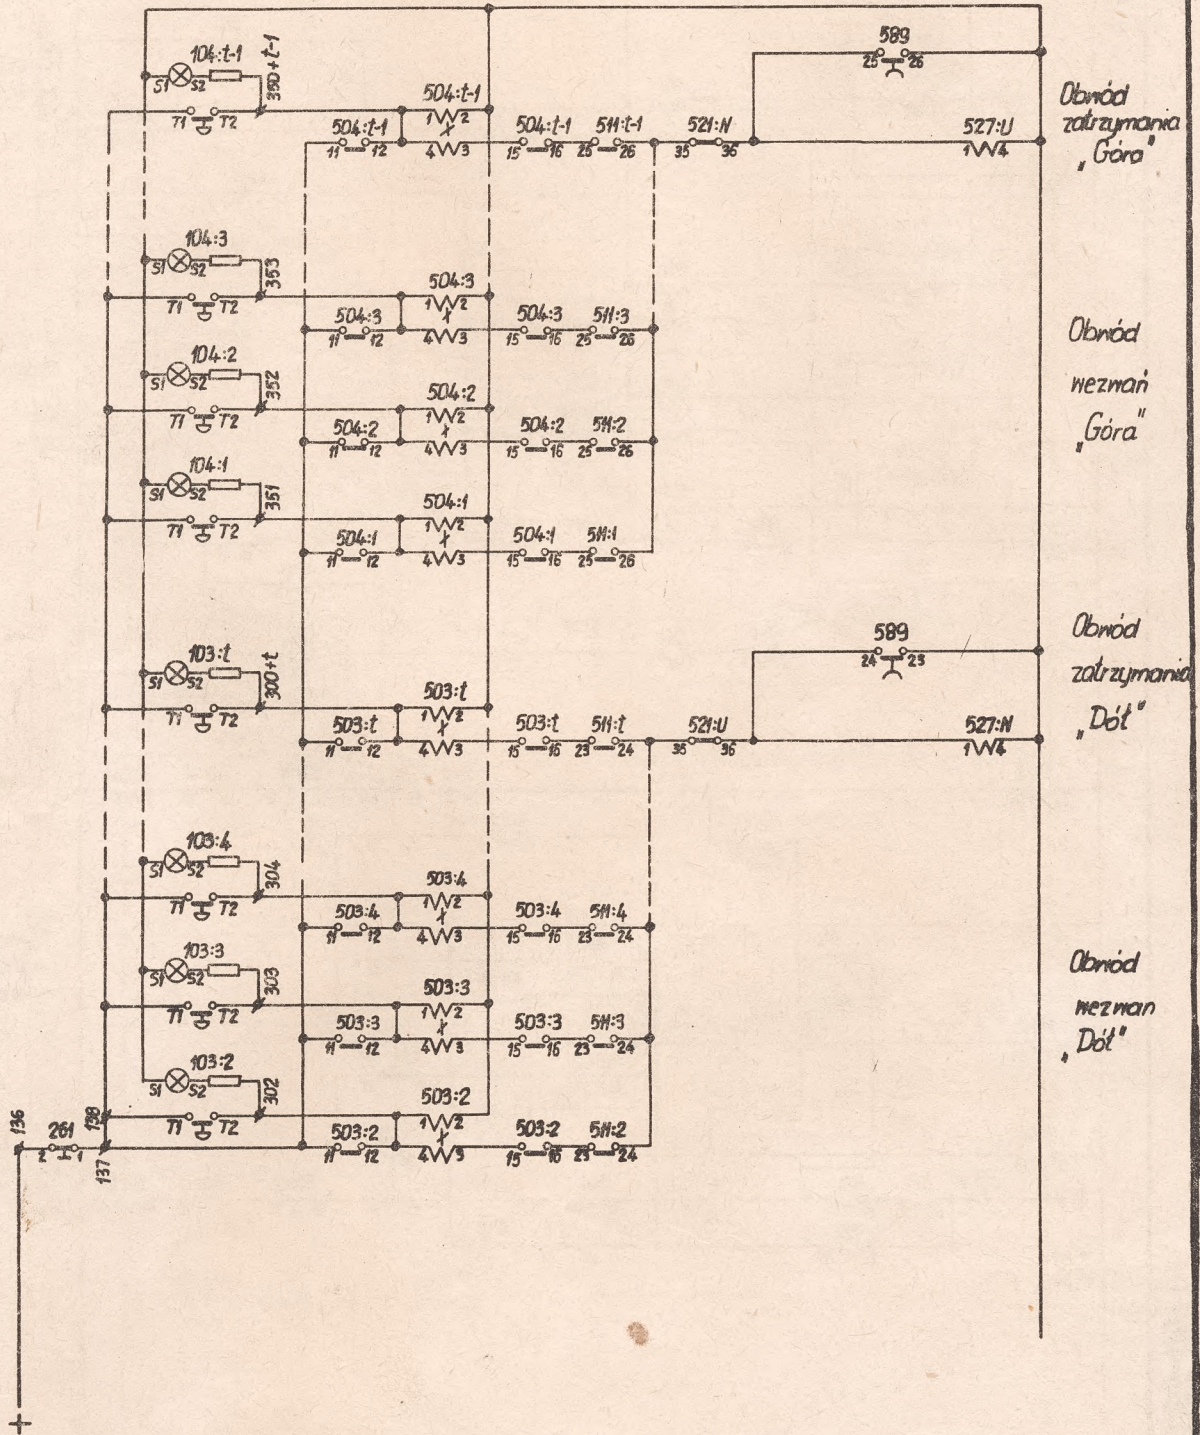 589
104:t-1
25 26
S1 S2
350+t-1
504:t-1
T1 T2
1 2
504:t-1
504:t-1 511:t-1 521:N
527:U
11 12
4 3
15 16
25 26
35 36
1 4
Obwód
zatrzymania
„Góra"
104:3
S1 S2
353
504:3
T1 T2
1 2
504:3
504:3 511:3
11 12
4 3
15 16
25 26
Obwód
wezwań
„Góra"
104:2
S1 S2
352
504:2
T1 T2
1 2
504:2
504:2 511:2
11 12
4 3
15 16
25 26
104:1
S1 S2
351
504:1
T1 T2
1 2
504:1
504:1 511:1
11 12
4 3
15 16
25 26
589
24 23
103:t
S1 S2
300+t
503:t
T1 T2
1 2
503:t
503:t 511:t 521:U
527:N
11 12
4 3
15 16
23 24
35 36
1 4
Obwód
zatrzymania
„Dół"
103:4
S1 S2
304
503:4
T1 T2
1 2
503:4
503:4 511:4
11 12
4 3
15 16
23 24
103:3
S1 S2
303
503:3
T1 T2
1 2
503:3
503:3 511:3
11 12
4 3
15 16
23 24
Obwód
wezwan
„Dół"
103:2
S1 S2
302
503:2
T1 T2
1 2
136
261
138
2 1
137
503:2
503:2 511:2
11 12
4 3
15 16
23 24
+